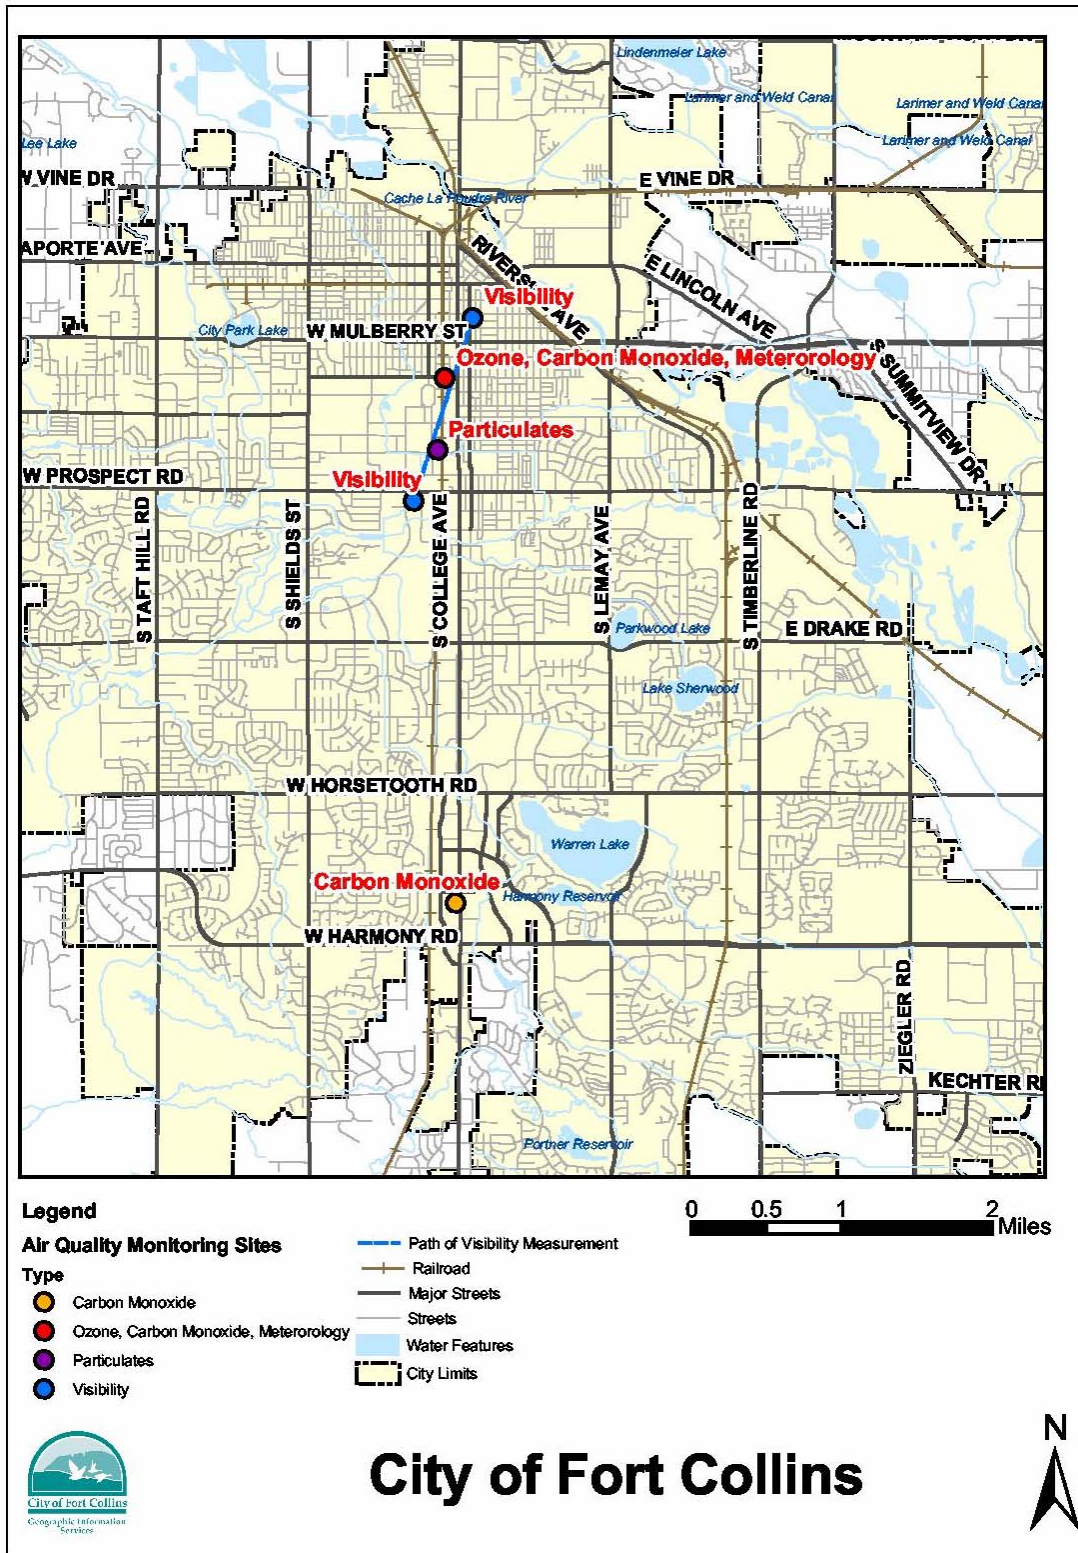 Lindenmeier Lake
Larimer and Weld Canal
Larimer and Weld Canal
Larimer and Weld Canal
Lee Lake
W VINE DR
E VINE DR
Cache La Poudre River
APORTE AVE
E LINCOLN AVE
Visibility
City Park Lake
W MULBERRY ST
AVE
Ozone, Carbon Monoxide, Meterorology
S SUMMITVIEW DR
Particulates
W PROSPECT RD
Visibility
S TAFT HILL RD
S SHIELDS ST
S COLLEGE AVE
S LEMAY AVE
S TIMBERLINE RD
Parkwood Lake
E DRAKE RD
Lake Sherwood
W HORSETOOTH RD
Warren Lake
Carbon Monoxide
Harmony Reservoir
W HARMONY RD
ZIEGLER RD
KECHTER R
Portner Reservoir
Legend
Air Quality Monitoring Sites
Type
Carbon Monoxide
Ozone, Carbon Monoxide, Meterorology
Particulates
Visibility
Path of Visibility Measurement
Railroad
Major Streets
Streets
Water Features
City Limits
0 0.5 1 2
Miles
City of Fort Collins
Geographic Information
Services
City of Fort Collins
N